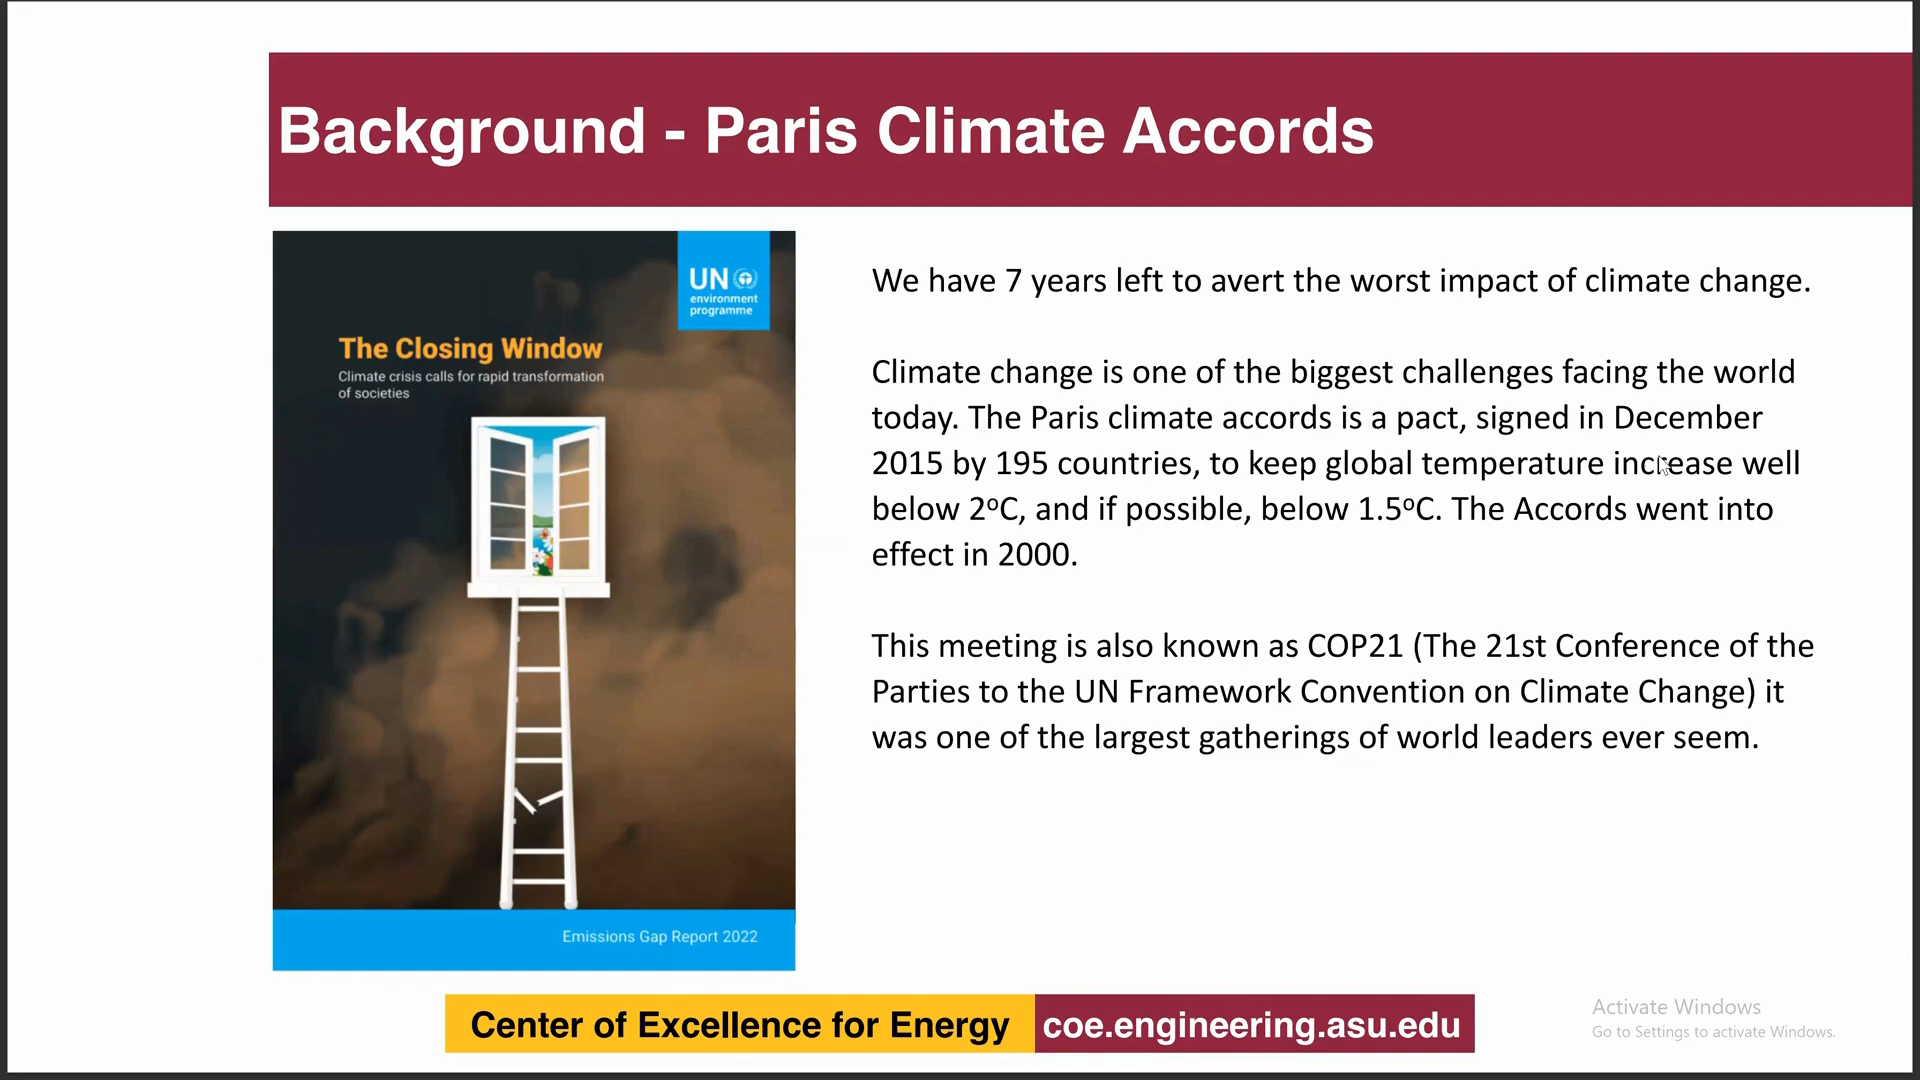 Background - Paris Climate Accords
UN
environment
programme
The Closing Window
Climate crisis calls for rapid transformation
of societies
Emissions Gap Report 2022
We have 7 years left to avert the worst impact of climate change.
Climate change is one of the biggest challenges facing the world
today. The Paris climate accords is a pact, signed in December
2015 by 195 countries, to keep global temperature increase well
below 2ºC, and if possible, below 1.5ºC. The Accords went into
effect in 2000.
This meeting is also known as COP21 (The 21st Conference of the
Parties to the UN Framework Convention on Climate Change) it
was one of the largest gatherings of world leaders ever seem.
Center of Excellence for Energy coe.engineering.asu.edu
Activate Windows
Go to Settings to activate Windows.